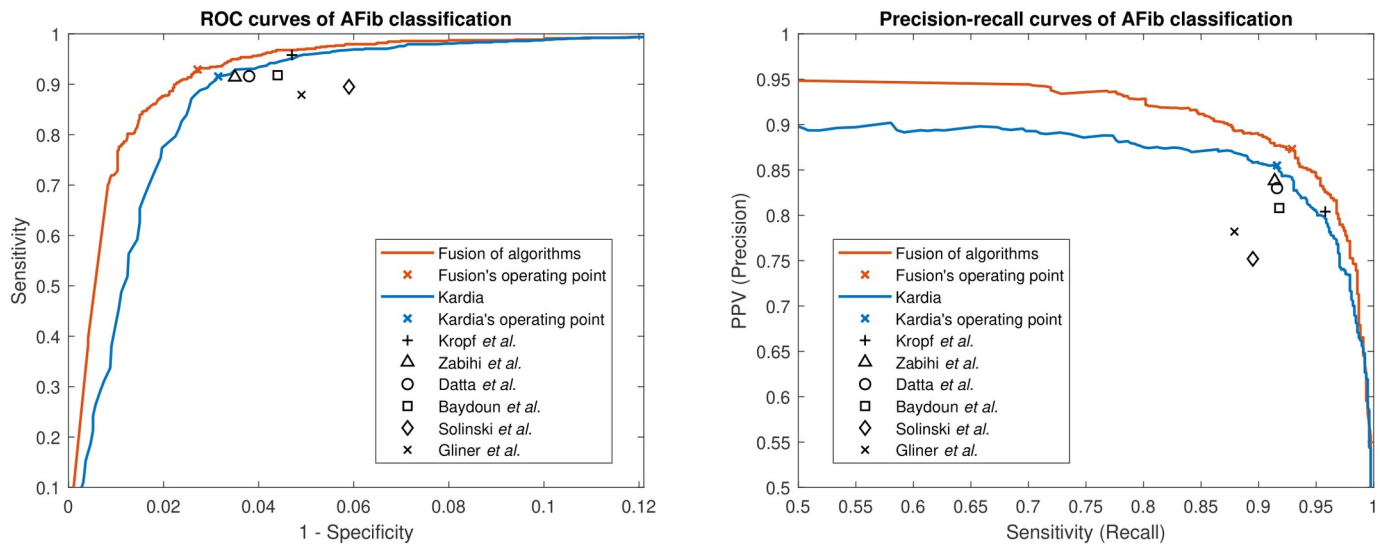 ROC curves of AFib classification
1
0.9
0.8
0.7
0.6
0.5
0.4
0.3
0.2
0.1
Sensitivity
0
0.02
0.04
0.06
0.08
0.1
0.12
1 - Specificity
Fusion of algorithms
Fusion's operating point
Kardia
Kardia's operating point
Kropf et al.
Zabihi et al.
Datta et al.
Baydoun et al.
Solinski et al.
Gliner et al.
Precision-recall curves of AFib classification
1
0.95
0.9
0.85
0.8
0.75
0.7
0.65
0.6
0.55
0.5
PPV (Precision)
0.5
0.55
0.6
0.65
0.7
0.75
0.8
0.85
0.9
0.95
1
Sensitivity (Recall)
Fusion of algorithms
Fusion's operating point
Kardia
Kardia's operating point
Kropf et al.
Zabihi et al.
Datta et al.
Baydoun et al.
Solinski et al.
Gliner et al.